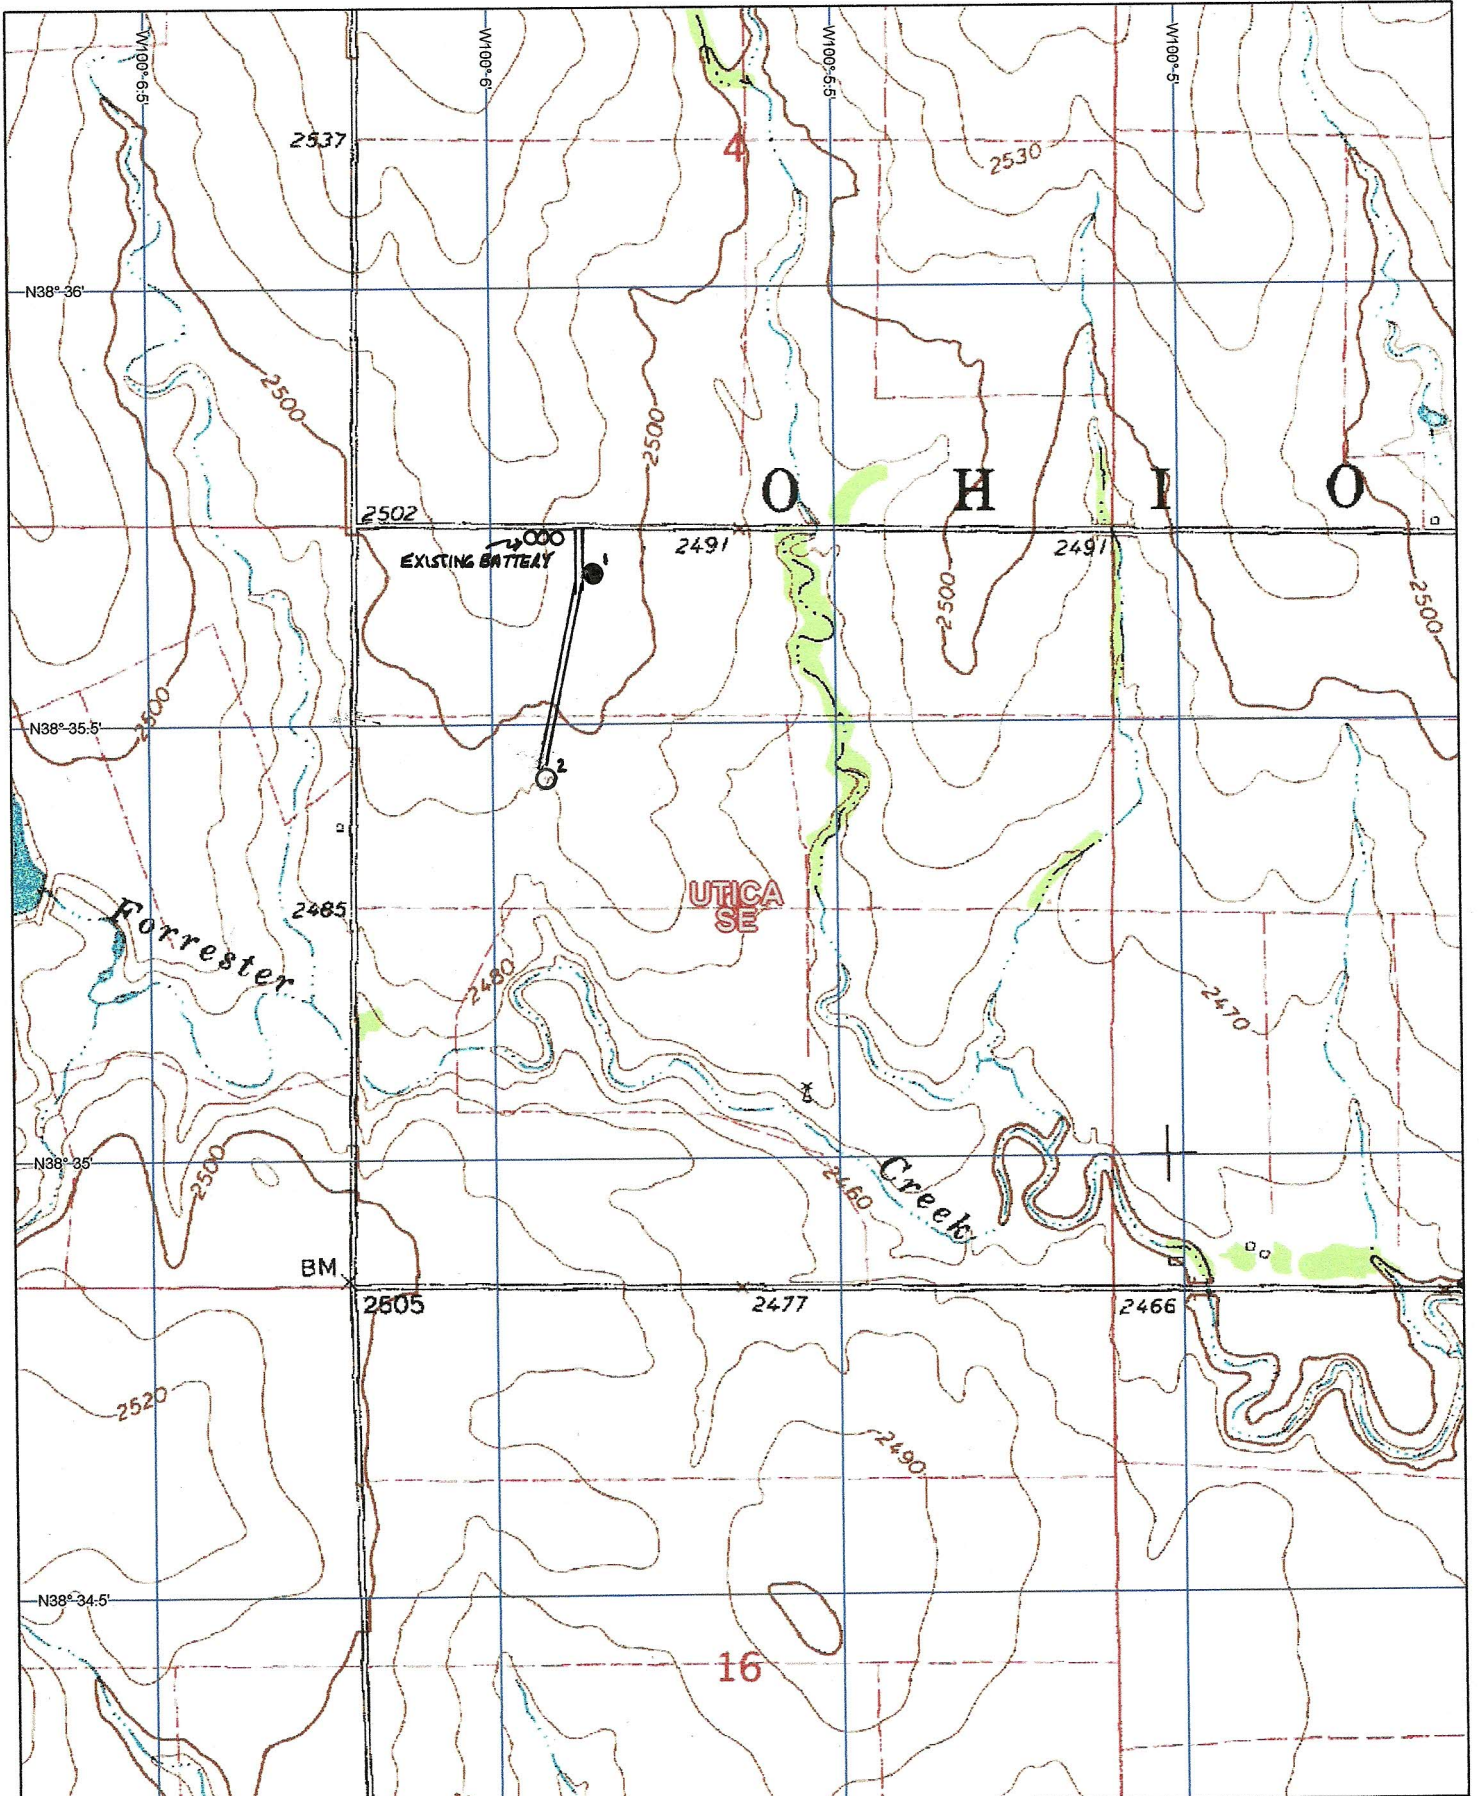 W100° 6.5'
W100° 6'
W100° 5.5'
W100° 5'
2537
4
2530
N38° 36'
2500
2500
O H I O
2502
EXISTING BATTERY
1
2491
2491
2500
2500
2500
N38° 35.5'
2
UTICA
SE
2485
Forrester
2480
2470
N38° 35'
2500
Creek
2460
BM
2505
2477
2466
2520
2490
N38° 34.5'
16